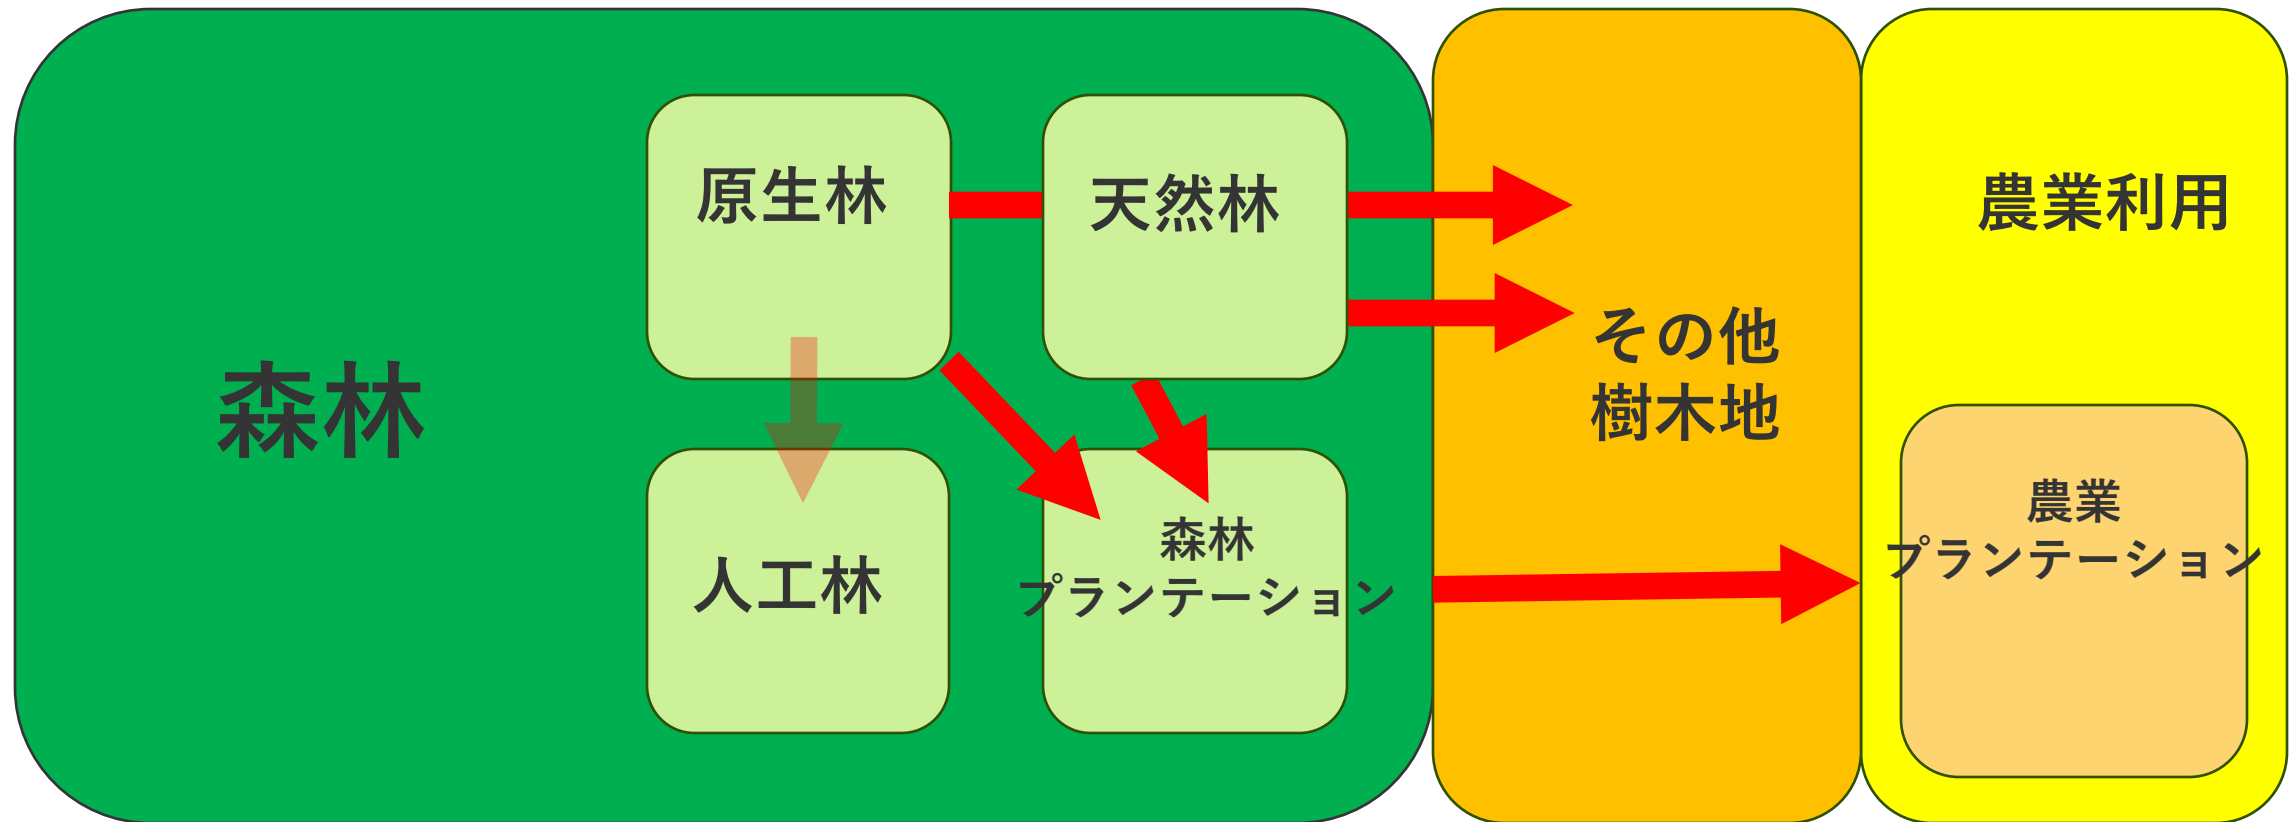 森林
原生林
天然林
人工林
森林
プランテーション
その他
樹木地
農業利用
農業
プランテーション